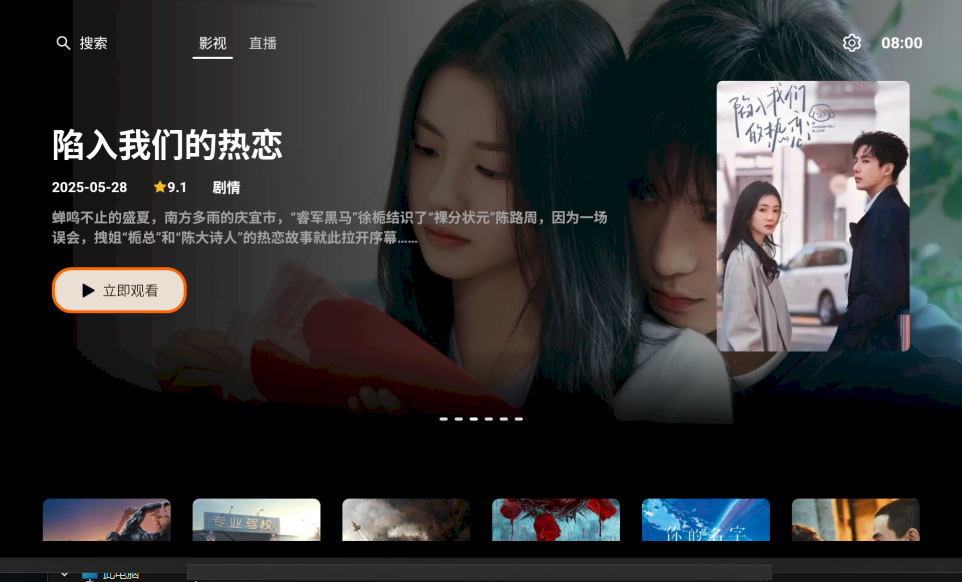 搜索
影视
直播
08:00
陷入我们的热恋
2025-05-28
9.1
剧情
蝉鸣不止的盛夏，南方多雨的庆宜市，“睿军黑马”徐栀结识了“裸分状元”陈路周，因为一场
误会，拽姐“栀总”和“陈大诗人”的热恋故事就此拉开序幕……
立即观看
陷入我们
的热恋
专业驾校
你的名字
此电脑